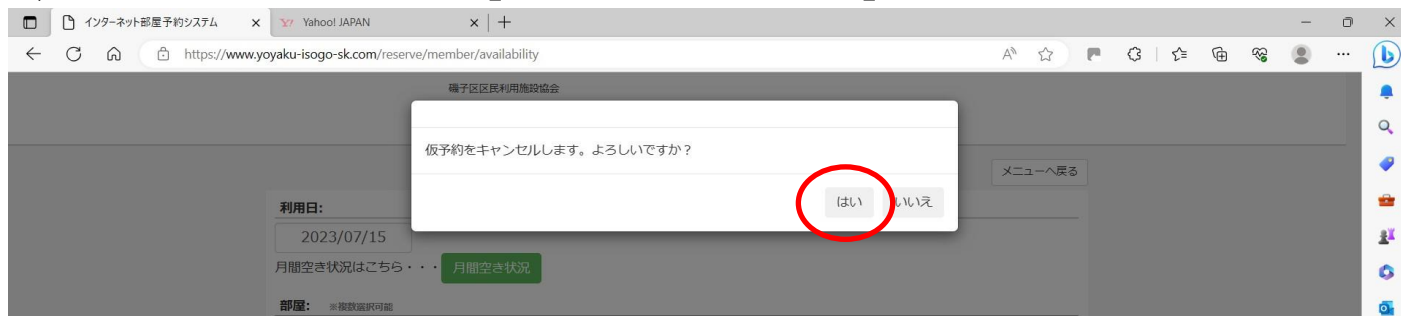 インターネット部屋予約システム
Yahoo! JAPAN
https://www.yoyaku-isogo-sk.com/reserve/member/availability
磯子区区民利用施設協会
仮予約をキャンセルします。よろしいですか？
はい
いいえ
メニューへ戻る
利用日:
2023/07/15
月間空き状況はこちら・・・ 月間空き状況
部屋: ※複数選択可能